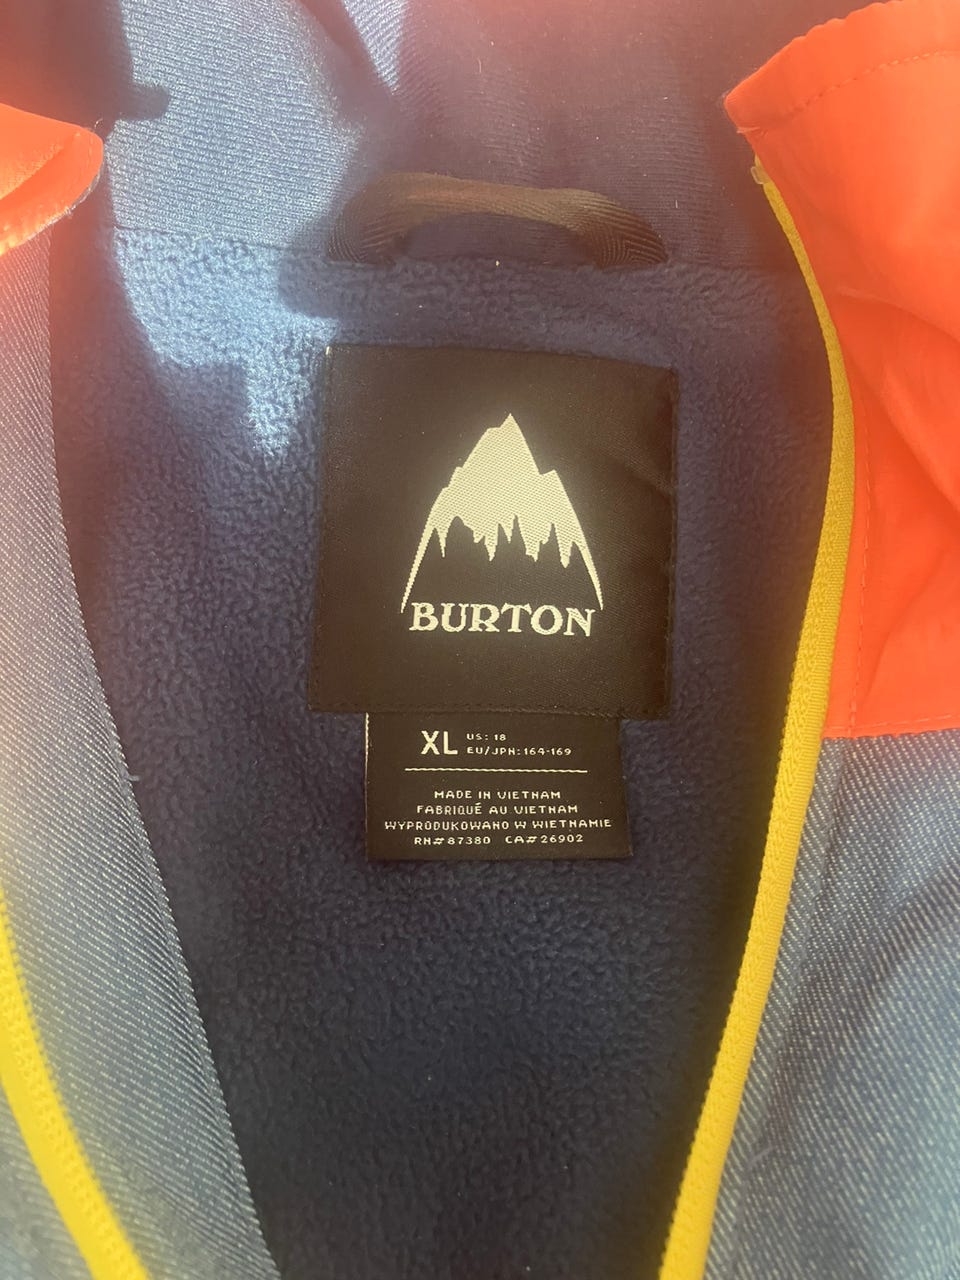 BURTON
XL US: 18
EU/JPN: 164-169
MADE IN VIETNAM
FABRIQUÉ AU VIETNAM
WYPRODUKOWANO W WIETNAMIE
RN# 87380 CA# 26902